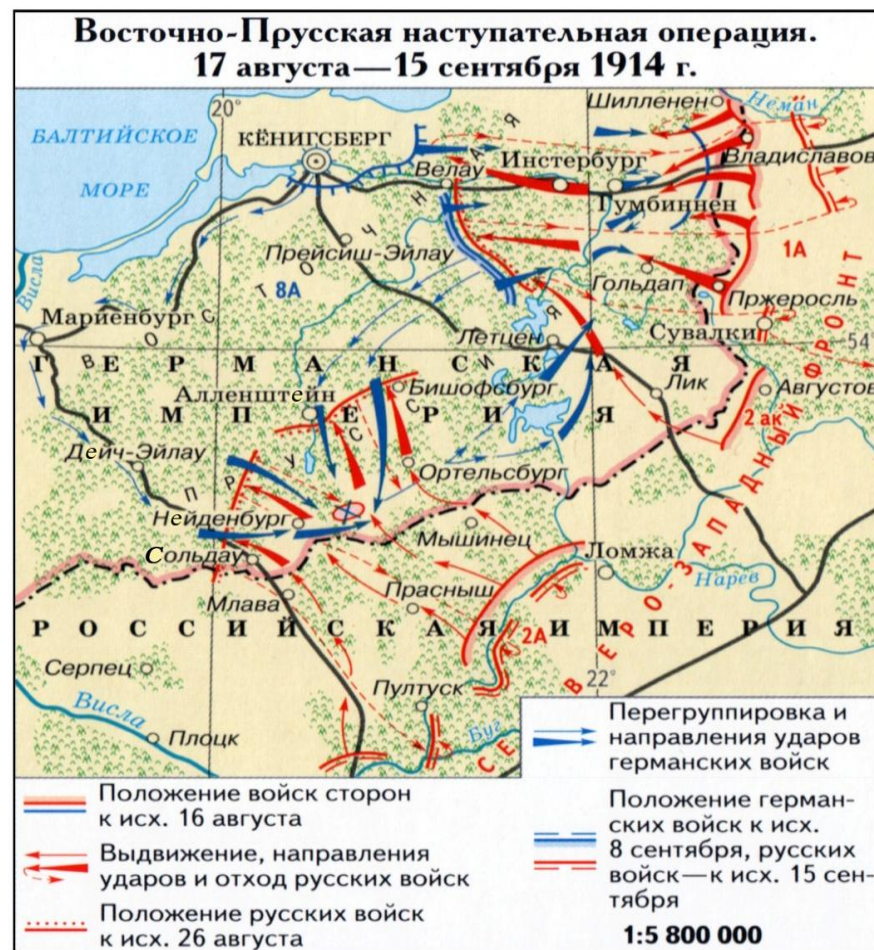 Восточно-Прусская наступательная операция.
17 августа—15 сентября 1914 г.
20°
Шилленен
Неман
БАЛТИЙСКОЕ
МОРЕ
КЁНИГСБЕРГ
Велау
Инстербург
Владиславов
Гумбиннен
Прейсиш-Эйлау
1А
8А
Гольдап
Пржеросль
Висла
Мариенбург
Летцен
Сувалки
54°
ВОСТОЧНАЯ
ПРУССИЯ
ГЕРМАНСКАЯ
Алленштейн
Бишофсбург
Лик
Августов
ИМПЕРИЯ
2 ак
Дейч-Эйлау
Ортельсбург
СЕВЕРО-ЗАПАДНЫЙ ФРОНТ
Нейденбург
Мышинец
Сольдау
Ломжа
Нарев
Млава
Прасныш
РОССИЙСКАЯ ИМПЕРИЯ
2А
Серпец
22°
Пултуск
Висла
Плоцк
Буг
Перегруппировка и
направления ударов
германских войск
Положение войск сторон
к исх. 16 августа
Выдвижение, направления
ударов и отход русских войск
Положение русских войск
к исх. 26 августа
Положение герман-
ских войск к исх.
8 сентября, русских
войск—к исх. 15 сен-
тября
1:5 800 000